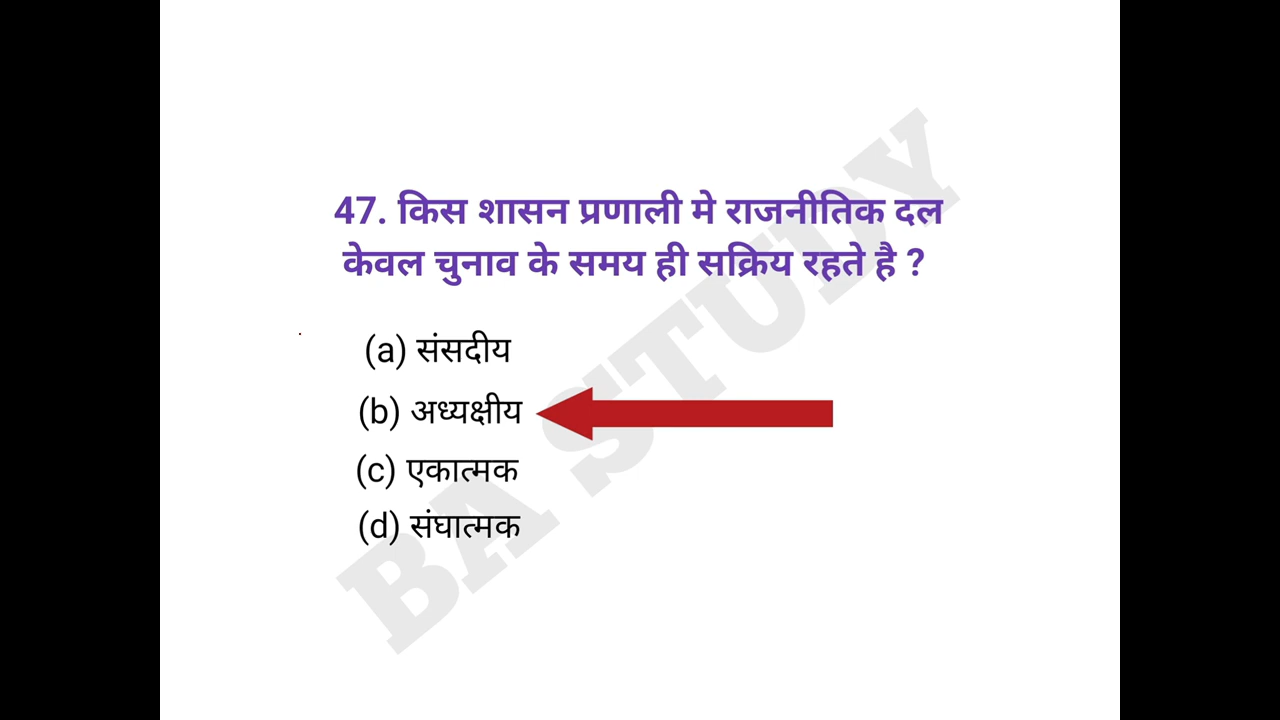 47. किस शासन प्रणाली मे राजनीतिक दल
केवल चुनाव के समय ही सक्रिय रहते है ?
(a) संसदीय
(b) अध्यक्षीय
(c) एकात्मक
(d) संघात्मक
BA STUDY